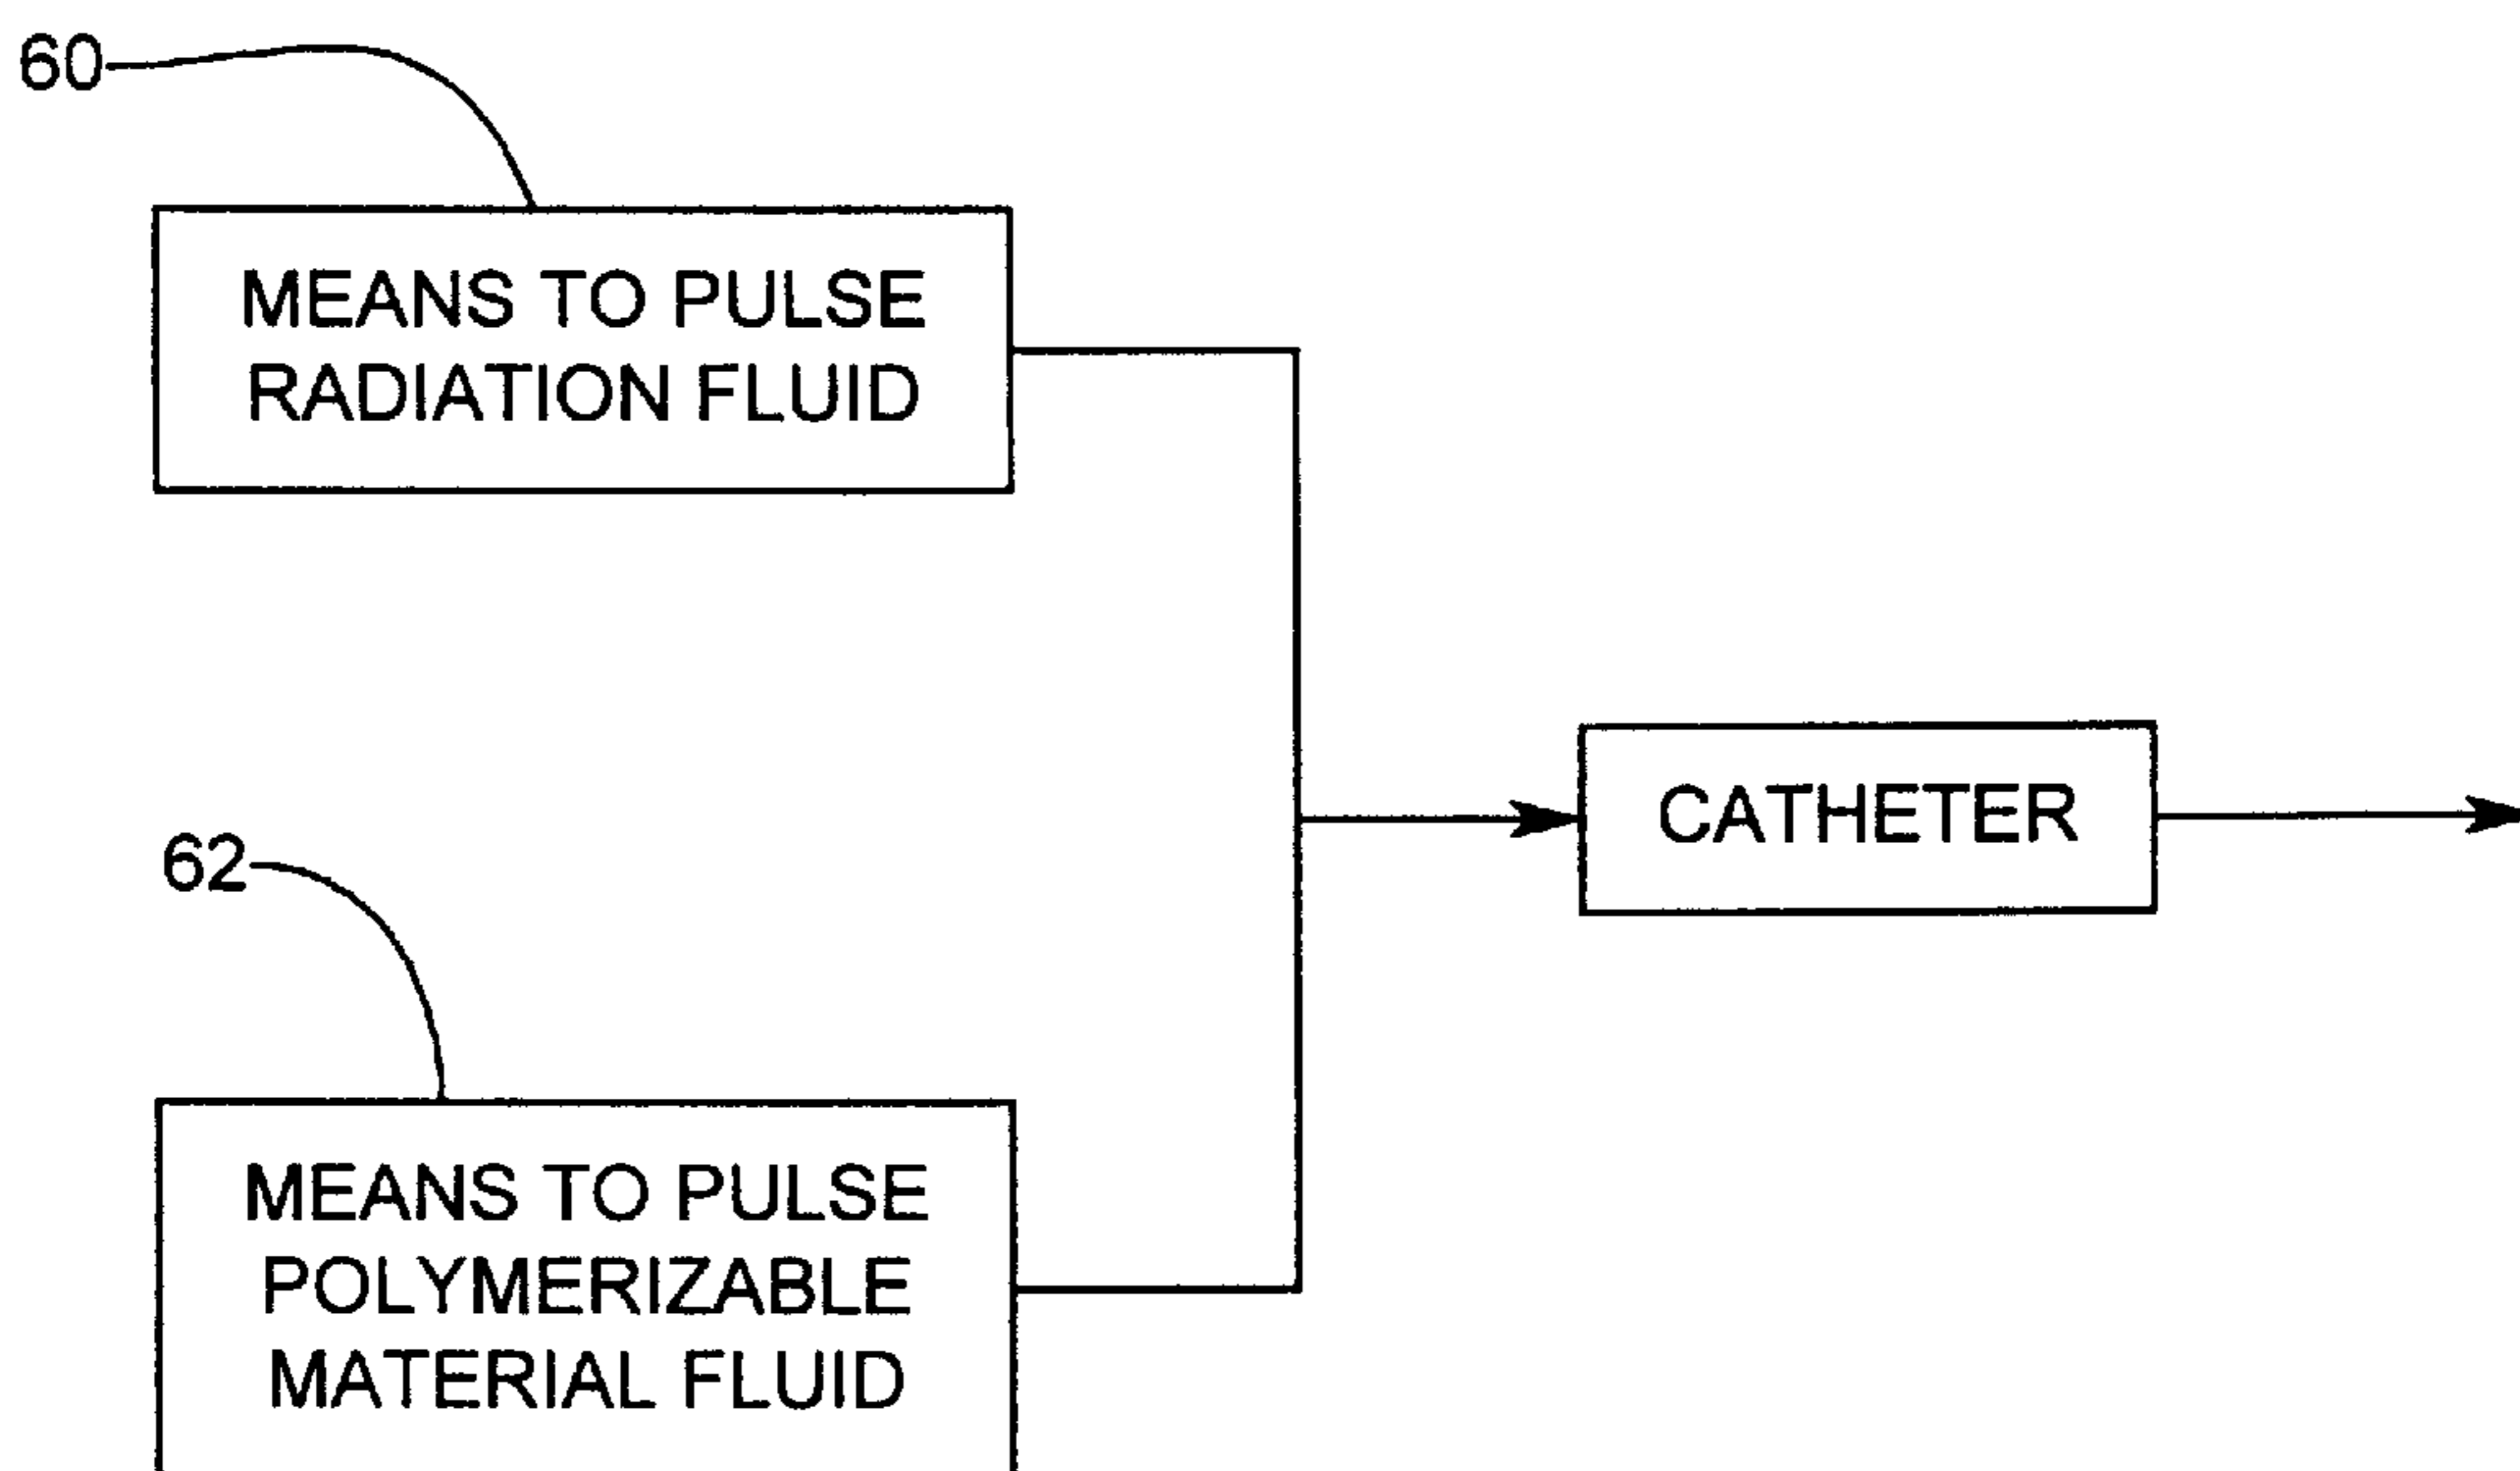 60
MEANS TO PULSE
RADIATION FLUID
CATHETER
62
MEANS TO PULSE
POLYMERIZABLE
MATERIAL FLUID